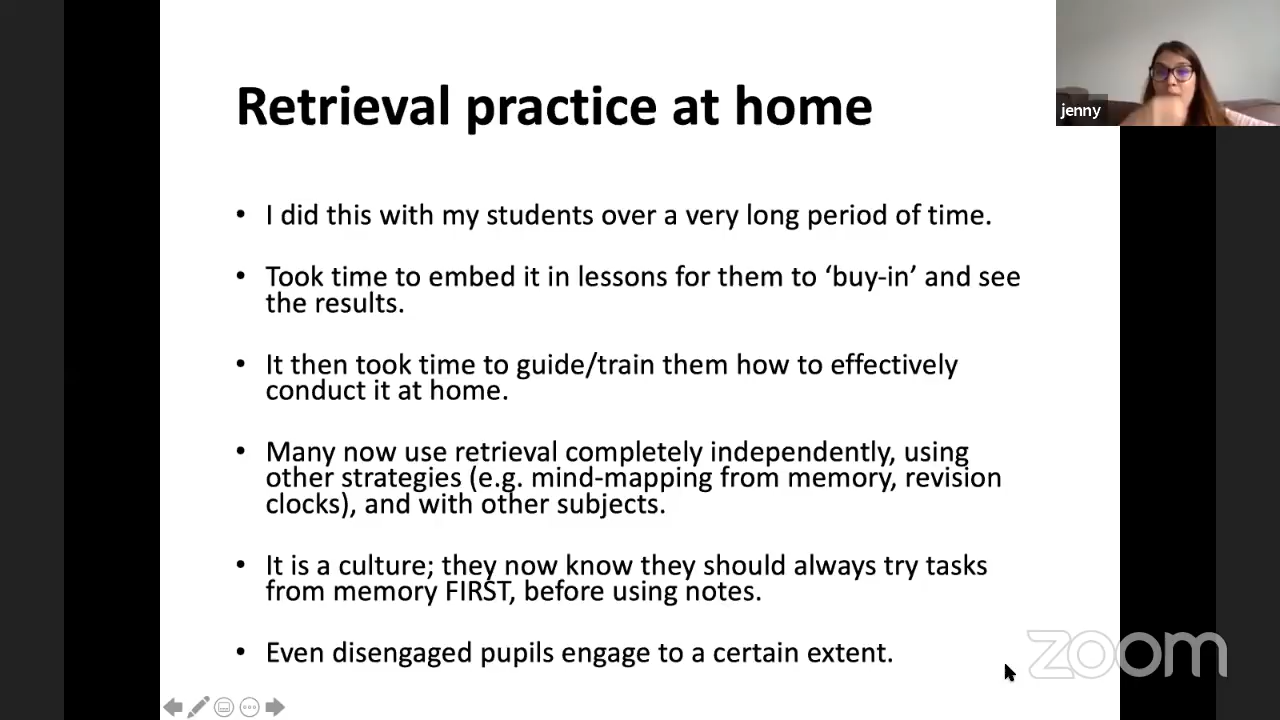 Retrieval practice at home
jenny
• I did this with my students over a very long period of time.
• Took time to embed it in lessons for them to ‘buy-in’ and see
the results.
• It then took time to guide/train them how to effectively
conduct it at home.
• Many now use retrieval completely independently, using
other strategies (e.g. mind-mapping from memory, revision
clocks), and with other subjects.
• It is a culture; they now know they should always try tasks
from memory FIRST, before using notes.
• Even disengaged pupils engage to a certain extent.
zoom